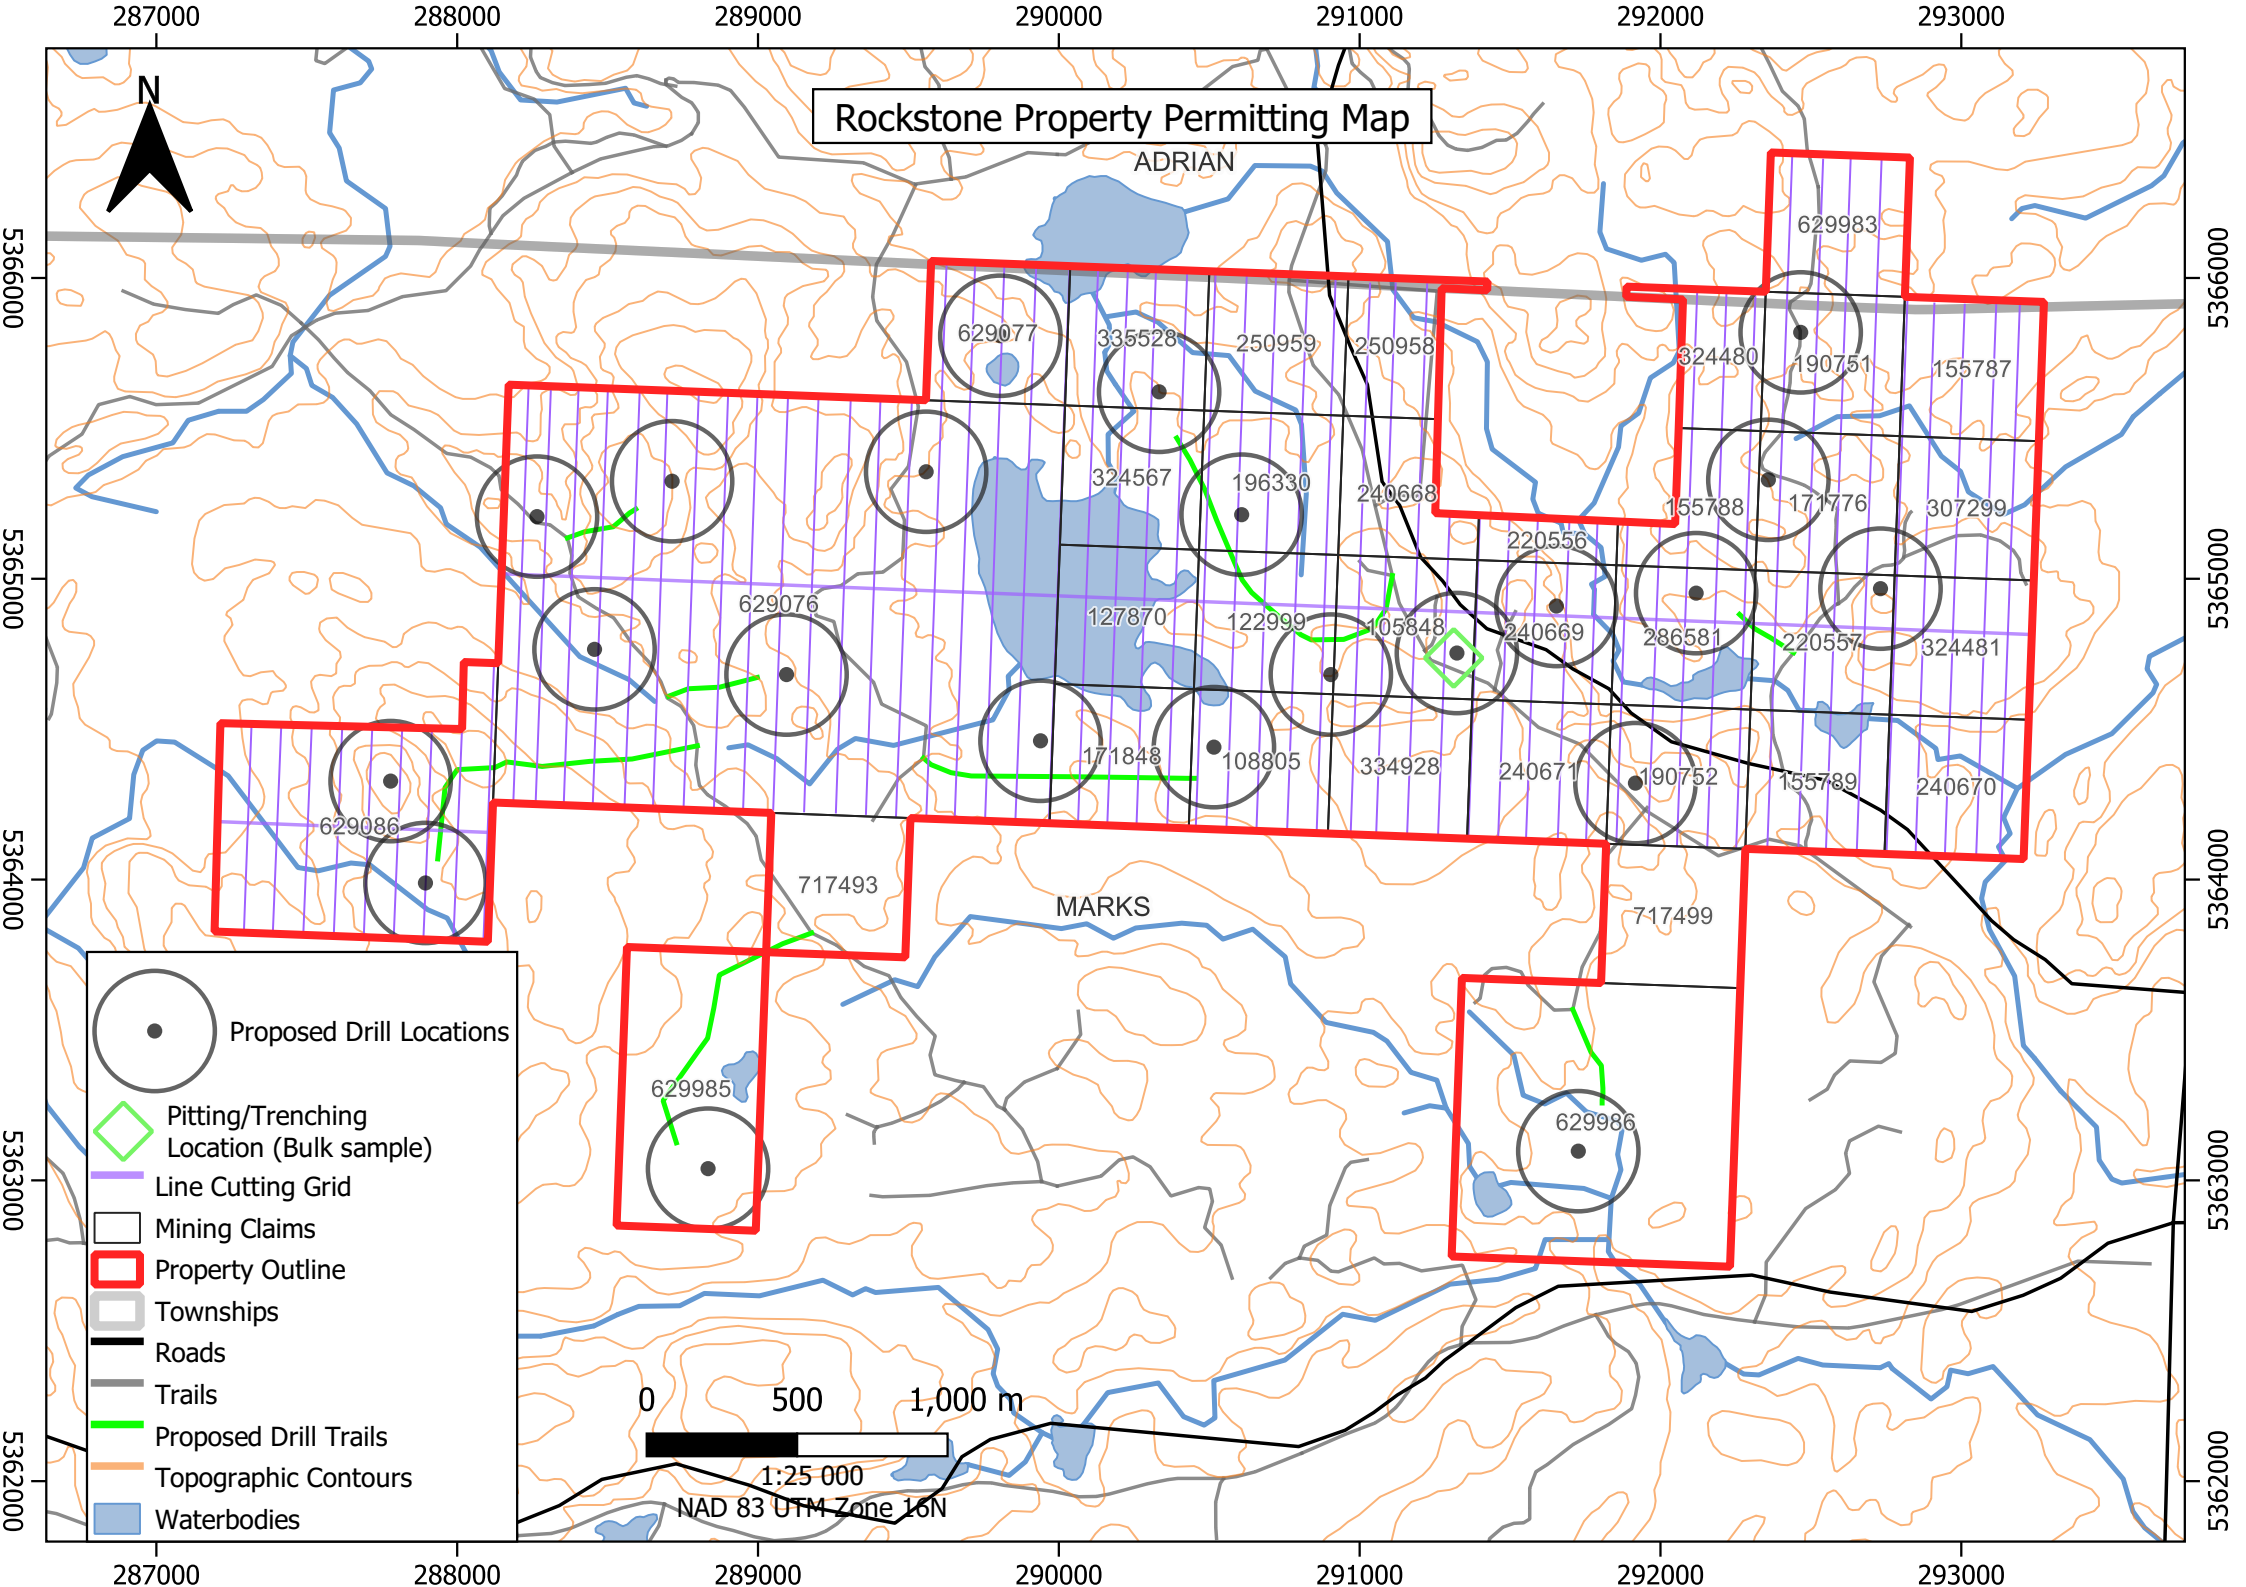 287000 288000 289000 290000 291000 292000 293000
N
Rockstone Property Permitting Map
ADRIAN
629983
5366000 5366000
629077 335528 250959 250958 324480 190751 155787
324567 196330 240668 155788 171776 307299
220556
5365000 5365000
629076 127870 122999 105848 240669 286581 220557 324481
171848 108805 334928 240671 190752 155789 240670
629086
5364000 5364000
717493 MARKS 717499
629985 629986
5363000 5363000
Proposed Drill Locations
Pitting/Trenching
Location (Bulk sample)
Line Cutting Grid
Mining Claims
Property Outline
Townships
Roads
Trails
Proposed Drill Trails
Topographic Contours
Waterbodies
0 500 1,000 m
1:25 000
NAD 83 UTM Zone 16N
5362000 5362000
287000 288000 289000 290000 291000 292000 293000